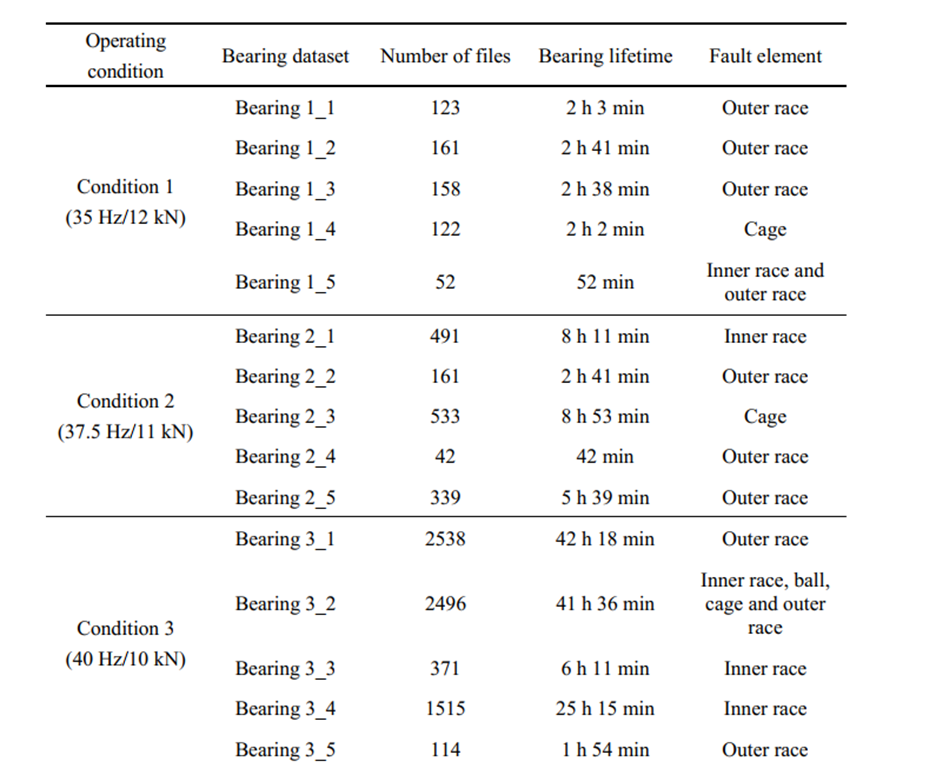 Operating condition Bearing dataset Number of files Bearing lifetime Fault element
Condition 1
(35 Hz/12 kN)
Bearing 1_1 123 2 h 3 min Outer race
Bearing 1_2 161 2 h 41 min Outer race
Bearing 1_3 158 2 h 38 min Outer race
Bearing 1_4 122 2 h 2 min Cage
Bearing 1_5 52 52 min Inner race and outer race
Condition 2
(37.5 Hz/11 kN)
Bearing 2_1 491 8 h 11 min Inner race
Bearing 2_2 161 2 h 41 min Outer race
Bearing 2_3 533 8 h 53 min Cage
Bearing 2_4 42 42 min Outer race
Bearing 2_5 339 5 h 39 min Outer race
Condition 3
(40 Hz/10 kN)
Bearing 3_1 2538 42 h 18 min Outer race
Bearing 3_2 2496 41 h 36 min Inner race, ball, cage and outer race
Bearing 3_3 371 6 h 11 min Inner race
Bearing 3_4 1515 25 h 15 min Inner race
Bearing 3_5 114 1 h 54 min Outer race